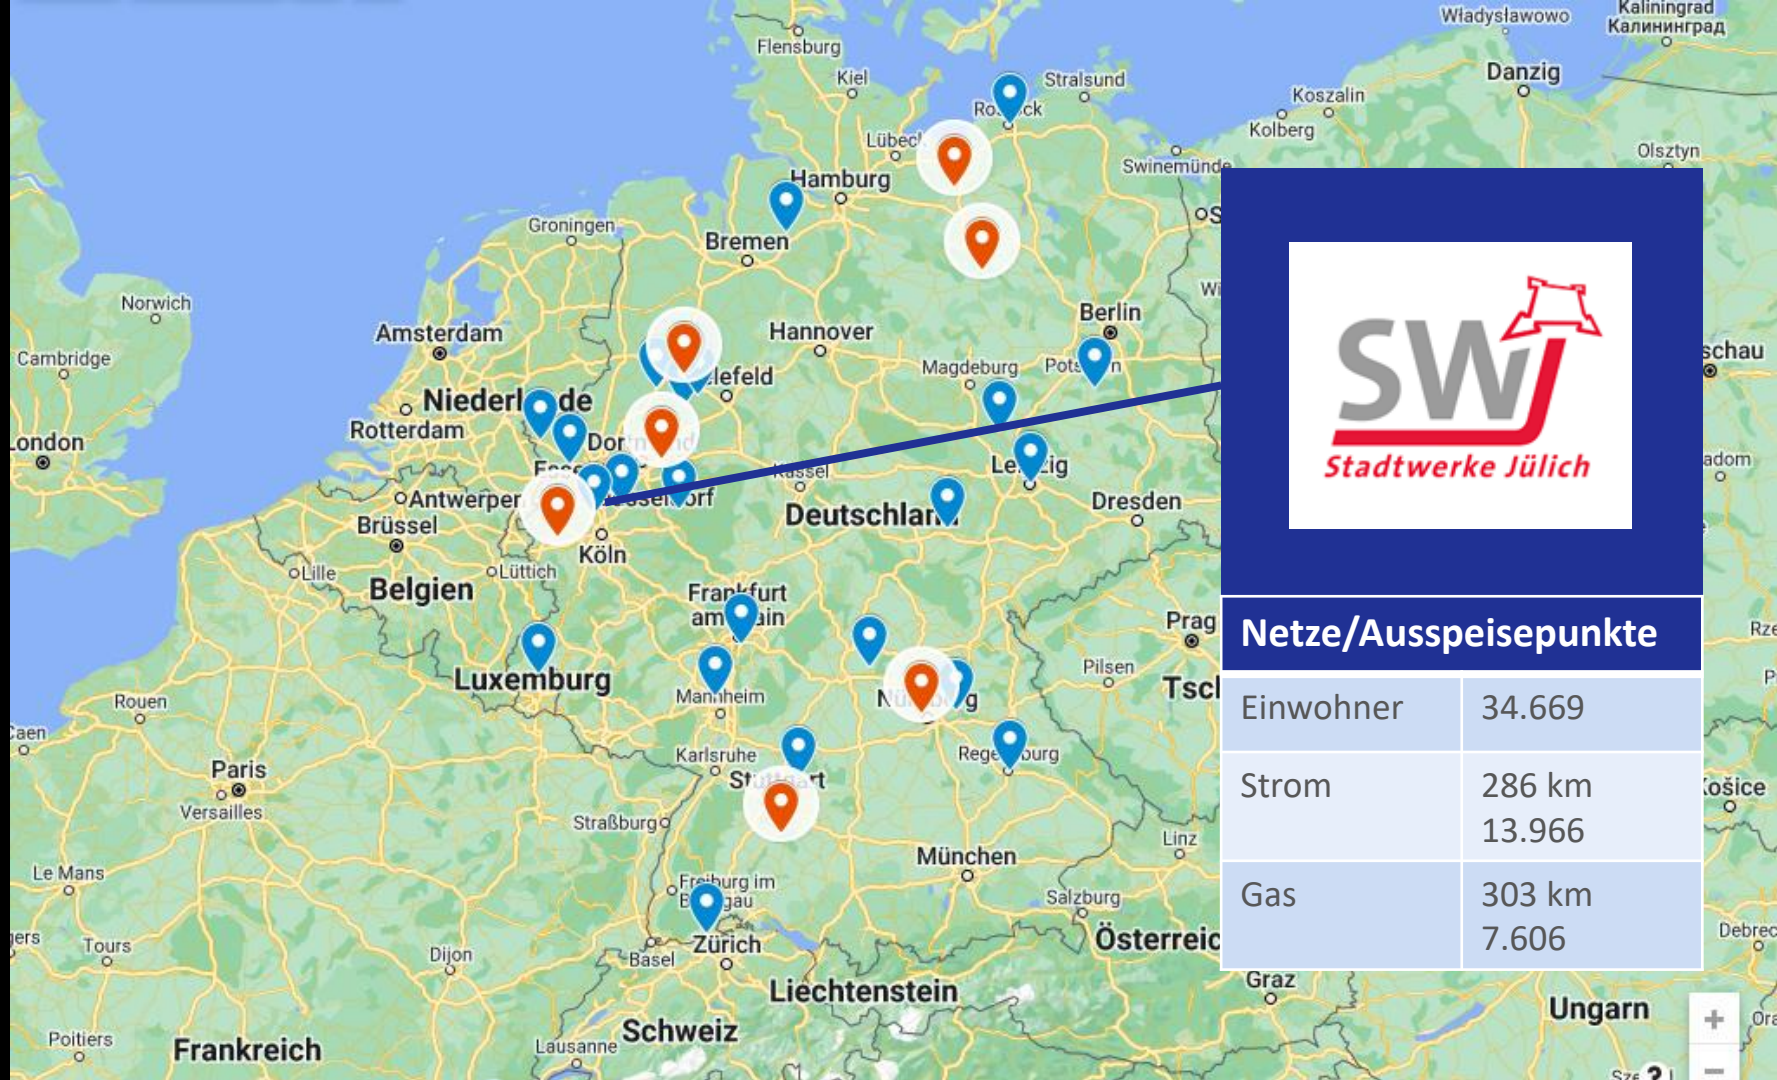 Flensburg
Kiel
Stralsund
Władysławowo
Kaliningrad
Калининград
Danzig
Koszalin
Kolberg
Olsztyn
Swinemünde
Hamburg
Groningen
Bremen
Norwich
Cambridge
London
Amsterdam
Hannover
Berlin
Magdeburg
Rotterdam
Antwerpen
Brüssel
Kassel
Deutschland
Dresden
Köln
Lille
Lüttich
Belgien
Frankfurt
Luxemburg
Mannheim
Prag
Pilsen
Rouen
Karlsruhe
Paris
Versailles
Straßburg
München
Linz
Le Mans
Freiburg im
Salzburg
Zürich
Basel
Tours
Dijon
Liechtenstein
Graz
Ungarn
Poitiers
Frankreich
Schweiz
Lausanne
Košice
SWJ
Stadtwerke Jülich
Netze/Ausspeisepunkte
Einwohner 34.669
Strom 286 km
13.966
Gas 303 km
7.606